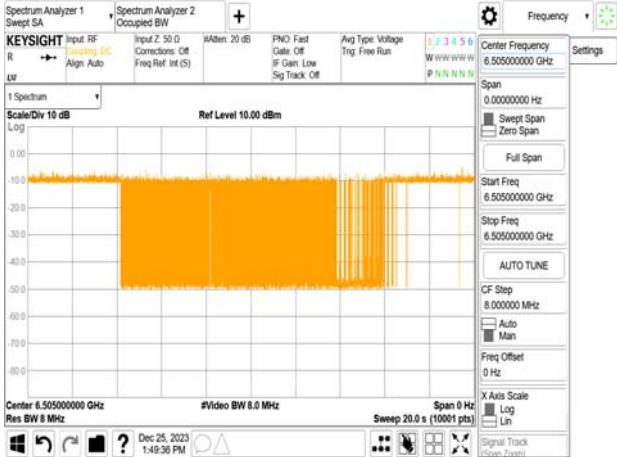 Spectrum Analyzer 1
Swept SA
Spectrum Analyzer 2
Occupied BW
+
Frequency
KEYSIGHT
R
Input: RF
Coupling: DC
Align: Auto
Input Z: 50 Ω
Corrections: Off
Freq Ref: Int (S)
#Atten: 20 dB
PNO: Fast
Gate: Off
IF Gain: Low
Sig Track: Off
Avg Type: Voltage
Trig: Free Run
1 2 3 4 5 6
W W W W W W
P N N N N N
Center Frequency
6.505000000 GHz
Settings
Span
0.00000000 Hz
Swept Span
Zero Span
Full Span
Start Freq
6.505000000 GHz
Stop Freq
6.505000000 GHz
AUTO TUNE
CF Step
8.000000 MHz
Auto
Man
Freq Offset
0 Hz
X Axis Scale
Log
Lin
Signal Track
(Span Zoom)
1 Spectrum
Scale/Div 10 dB
Ref Level 10.00 dBm
Log
0.00
-10.0
-20.0
-30.0
-40.0
-50.0
-60.0
-70.0
-80.0
Center 6.505000000 GHz
#Video BW 8.0 MHz
Span 0 Hz
Res BW 8 MHz
Sweep 20.0 s (10001 pts)
?
Dec 25, 2023
1:49:36 PM